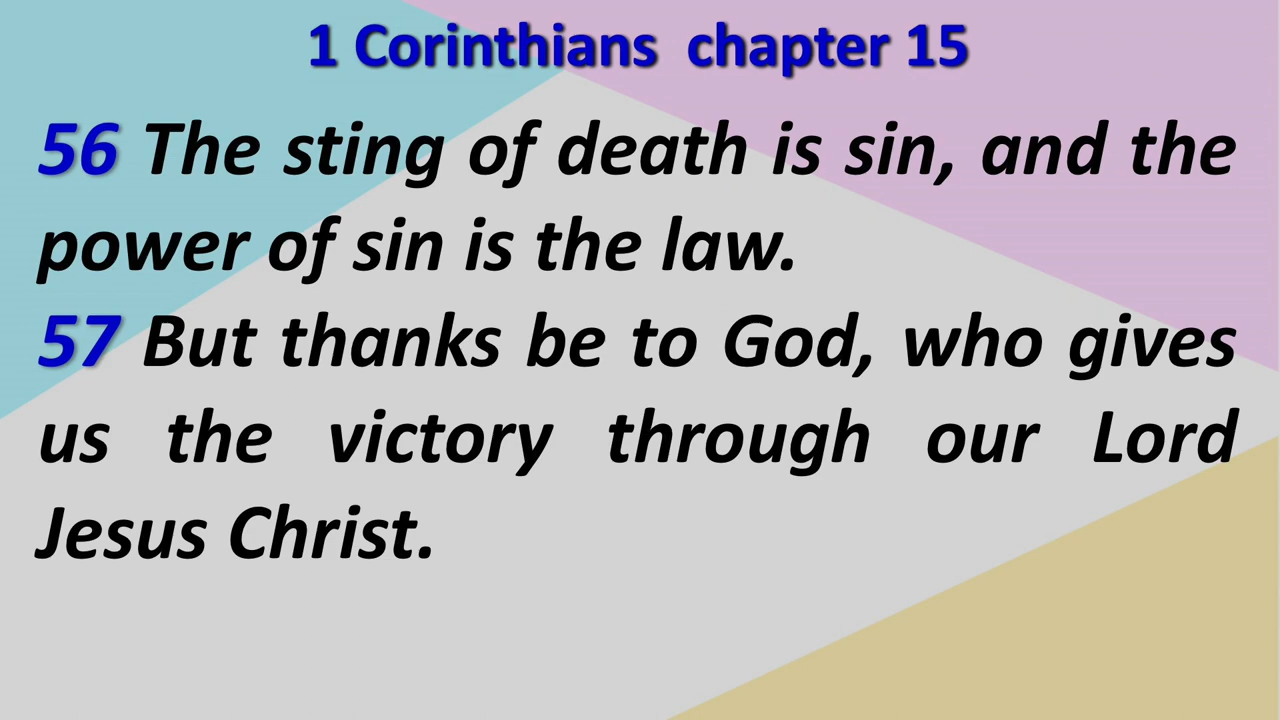 1 Corinthians  chapter 15
56 The sting of death is sin, and the
power of sin is the law.
57 But thanks be to God, who gives
us the victory through our Lord
Jesus Christ.